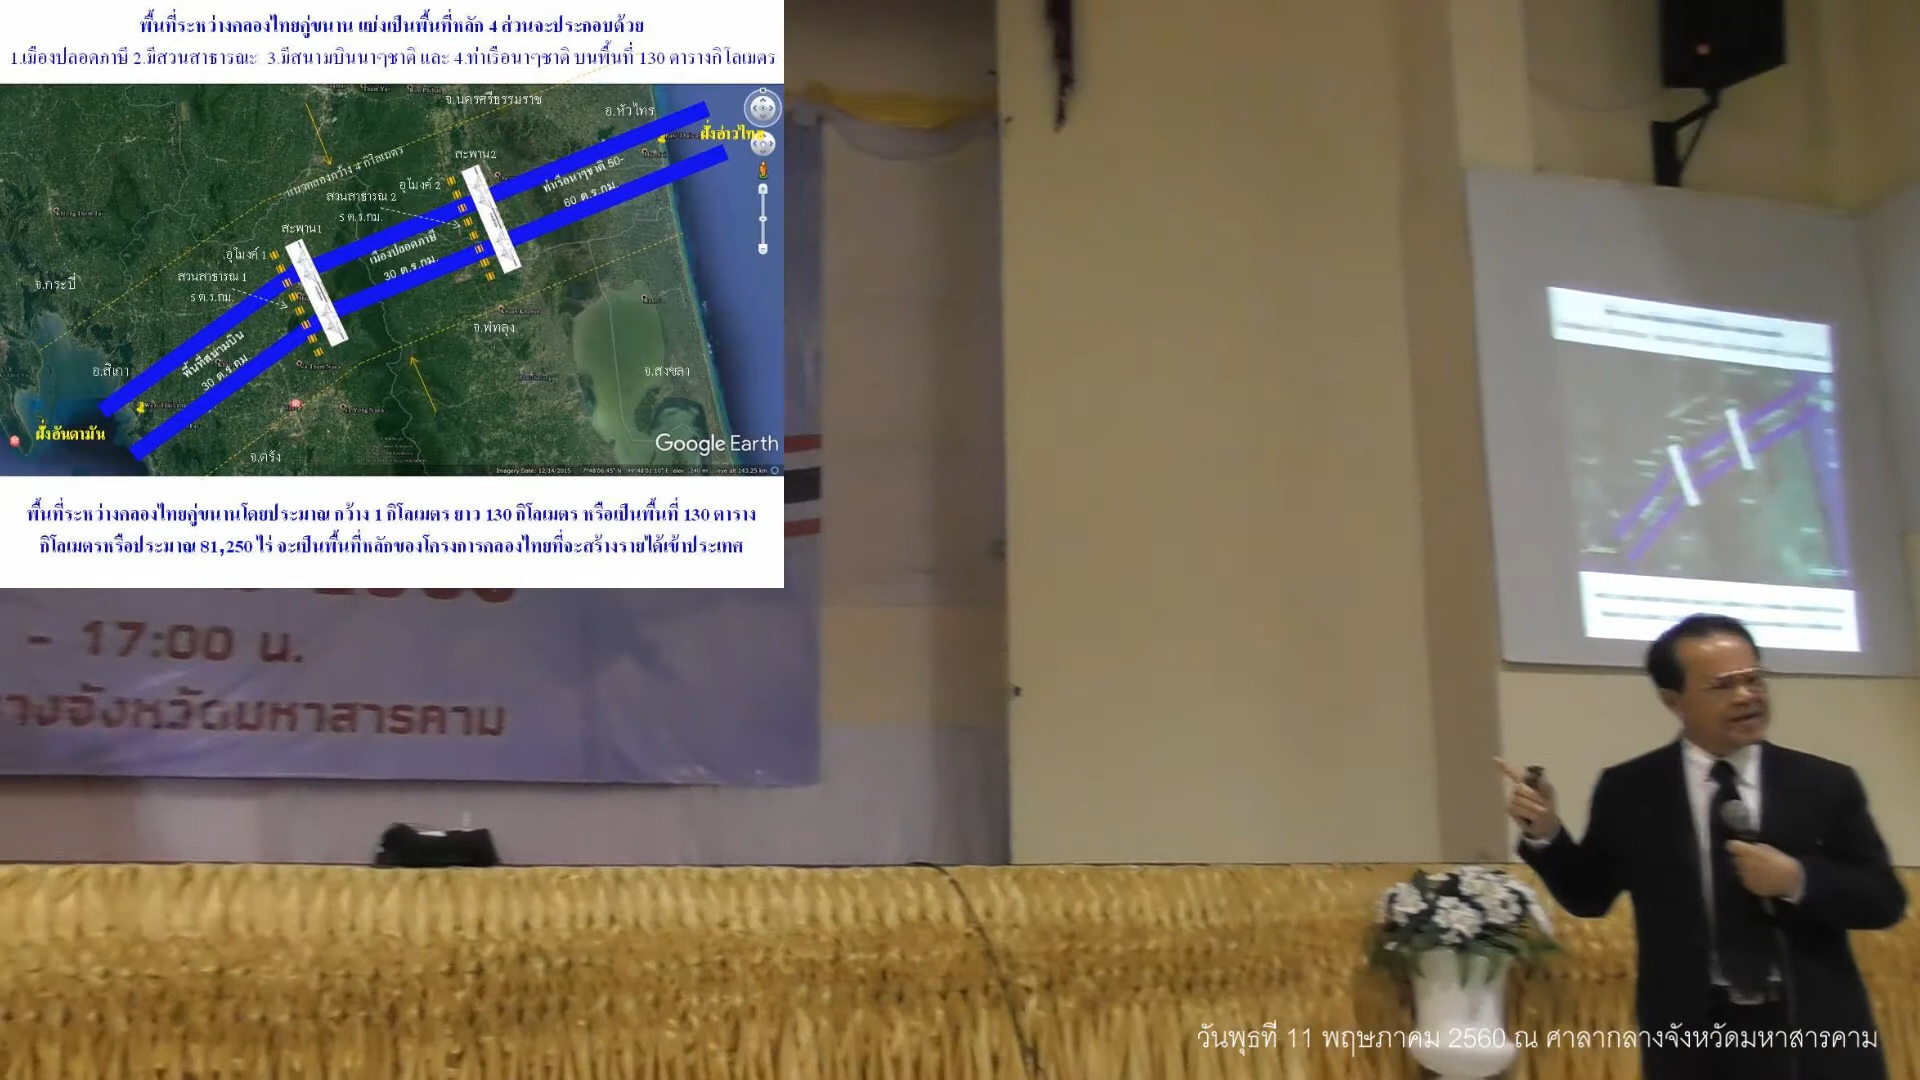 พื้นที่ระหว่างคลองไทยคู่ขนาน แบ่งเป็นพื้นที่หลัก 4 ส่วนจะประกอบด้วย
1.เมืองปลอดภาษี 2.มีสวนสาธารณะ 3.มีสนามบินนาๆชาติ และ 4.ท่าเรือนาๆชาติ บนพื้นที่ 130 ตารางกิโลเมตร
จ.นครศรีธรรมราช
อ.หัวไทร
ฝั่งอ่าวไทย
แนวคลองกว้าง 4 กิโลเมตร
สะพาน2
อุโมงค์ 2
สวนสาธารณ 2
5 ต.ร.กม.
ท่าเรือนาๆชาติ 50-
60 ต.ร.กม.
สะพาน1
อุโมงค์ 1
สวนสาธารณ 1
5 ต.ร.กม.
เมืองปลอดภาษี
30 ต.ร.กม.
จ.กระบี่
จ.พัทลุง
พื้นที่สนามบิน
30 ต.ร.กม
อ.สิเกา
จ.สงขลา
ฝั่งอันดามัน
จ.ตรัง
Google Earth
พื้นที่ระหว่างคลองไทยคู่ขนานโดยประมาณ กว้าง 1 กิโลเมตร ยาว 130 กิโลเมตร หรือเป็นพื้นที่ 130 ตาราง
กิโลเมตรหรือประมาณ 81,250 ไร่ จะเป็นพื้นที่หลักของโครงการคลองไทยที่จะสร้างรายได้เข้าประเทศ
- 17:00 น.
างจังหวัดมหาสารคาม
วันพุธที่ 11 พฤษภาคม 2560 ณ ศาลากลางจังหวัดมหาสารคาม